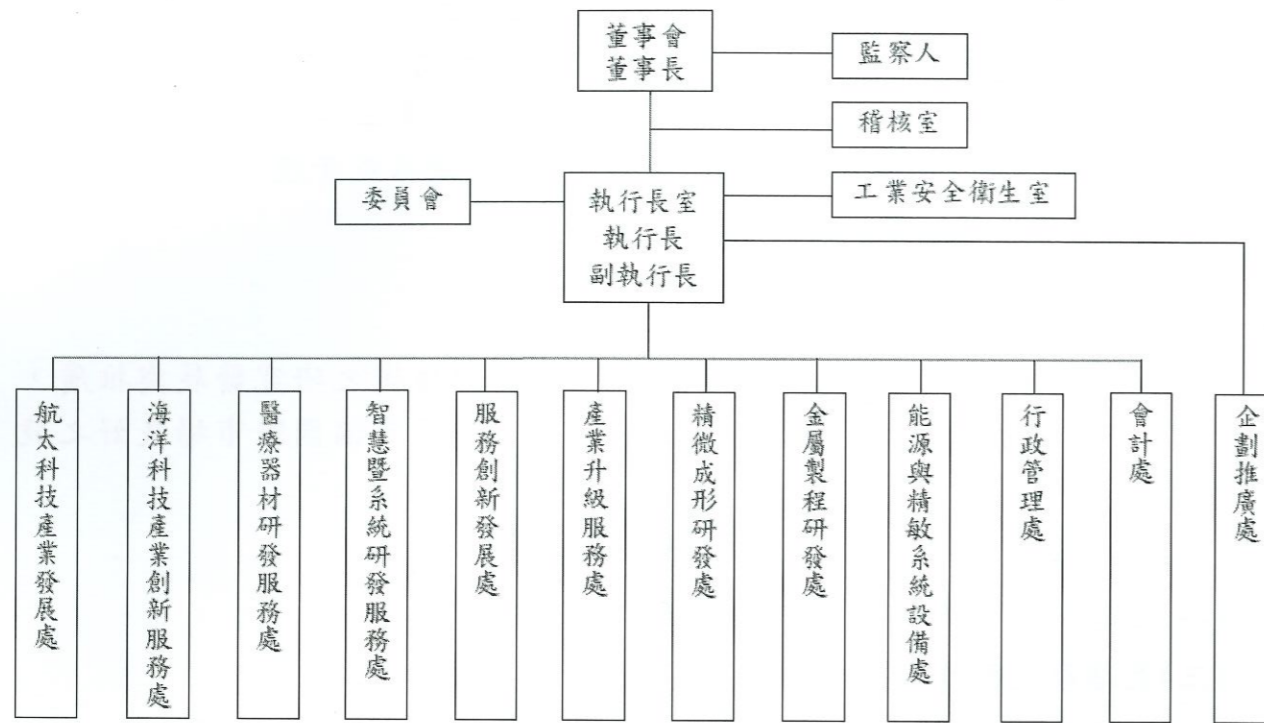 董事會
董事長
監察人
稽核室
委員會
執行長室
執行長
副執行長
工業安全衛生室
航太科技產業發展處
海洋科技產業創新服務處
醫療器材研發服務處
智慧暨系統研發服務處
服務創新發展處
產業升級服務處
精微成形研發處
金屬製程研發處
能源與精敏系統設備處
行政管理處
會計處
企劃推廣處